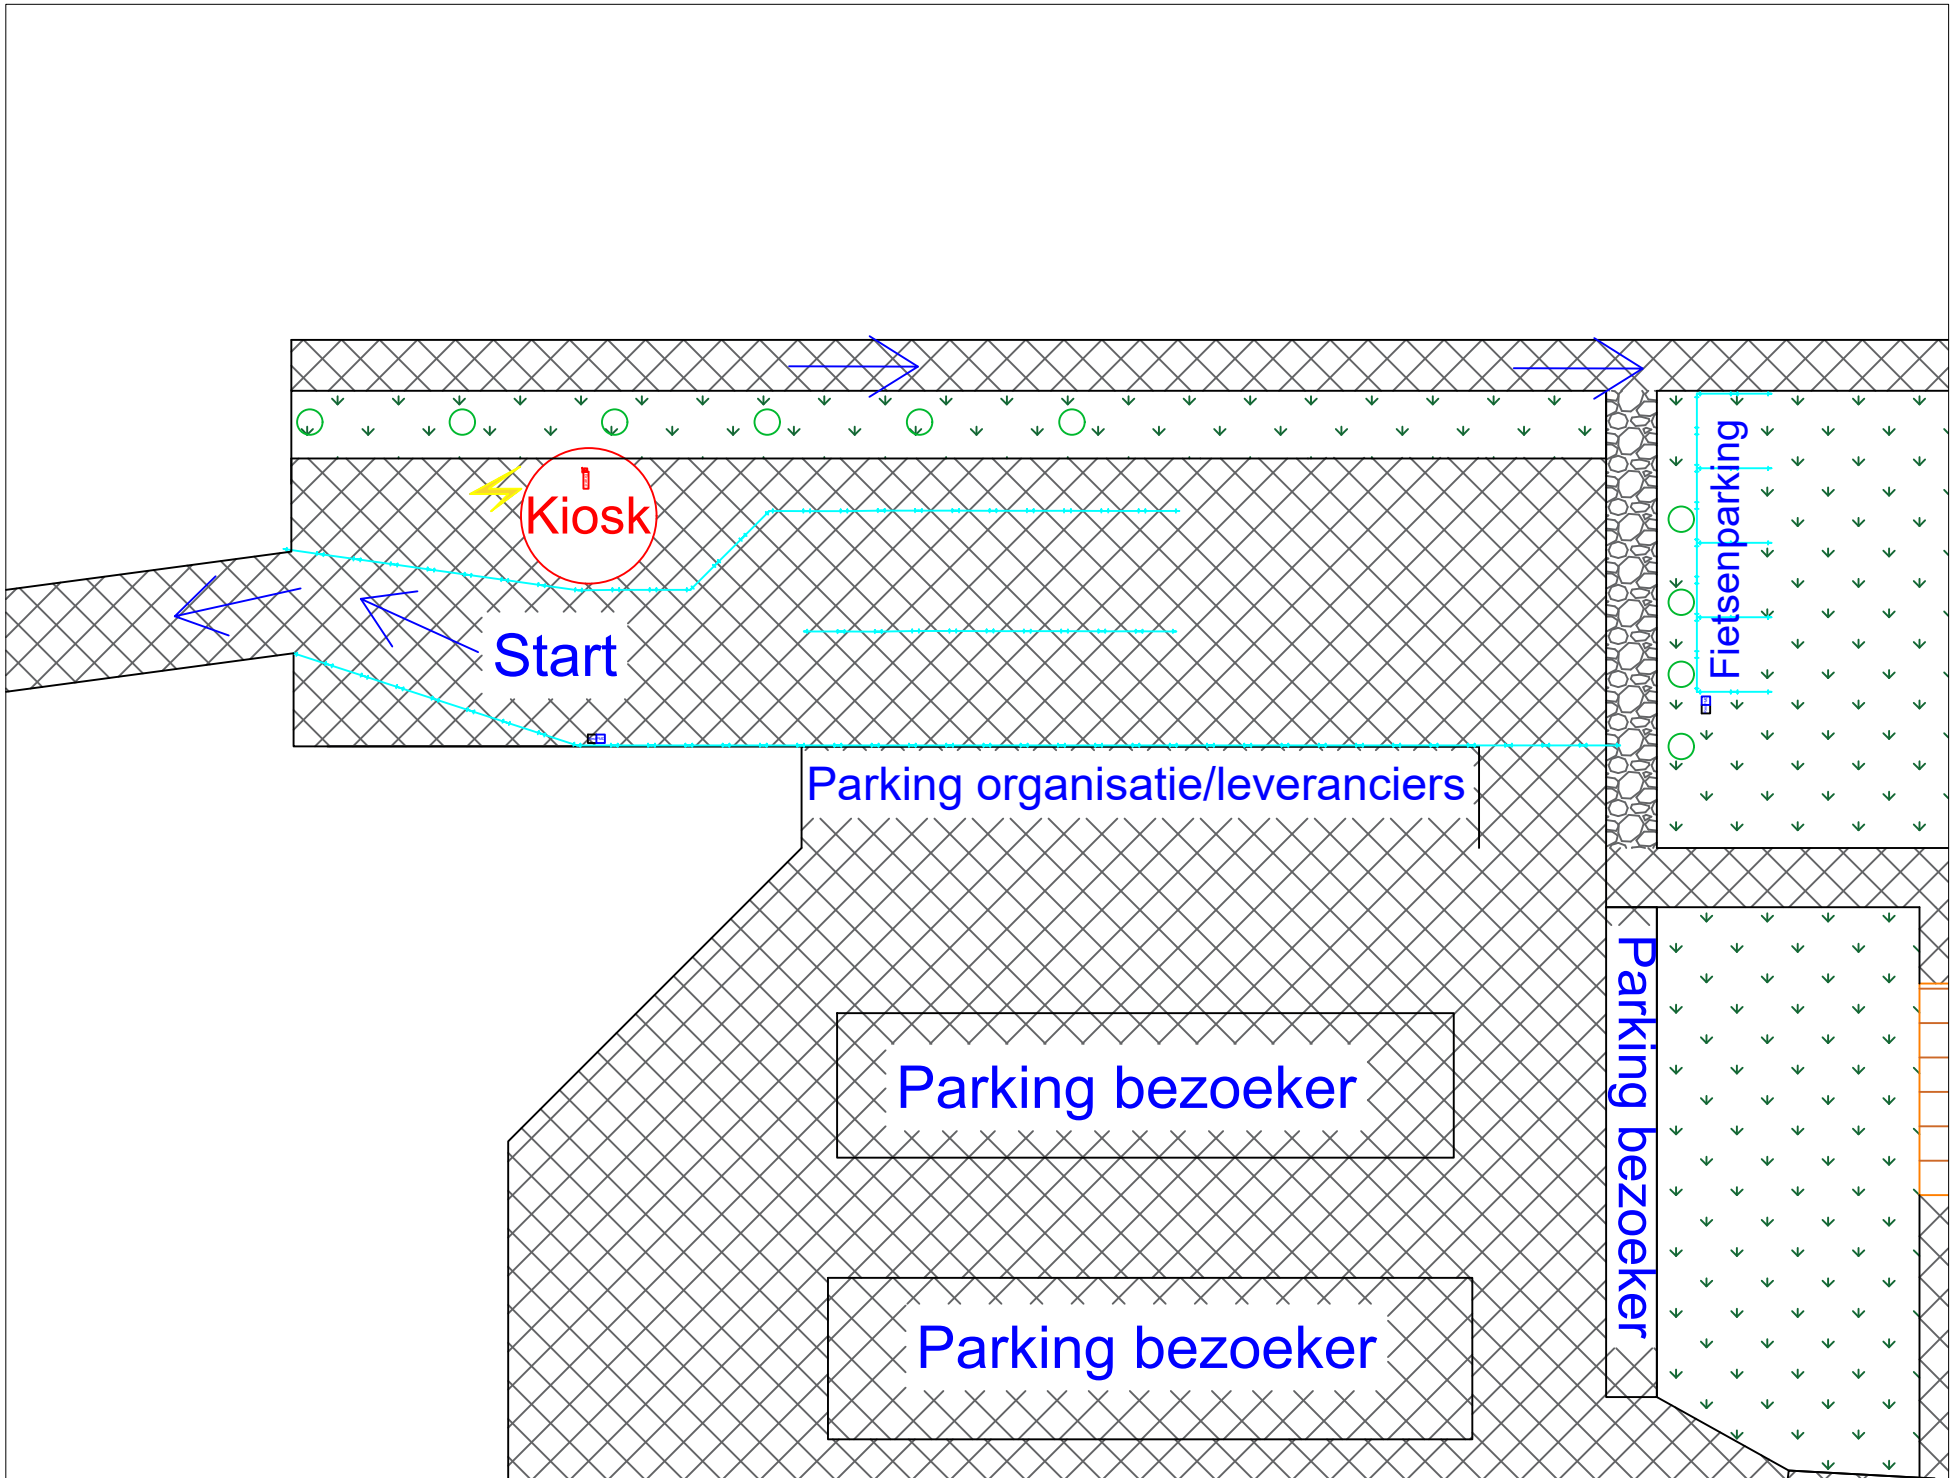 Kiosk
Fietsenparking
Start
Parking organisatie/leveranciers
Parking bezoeker
Parking bezoeker
Parking bezoeker